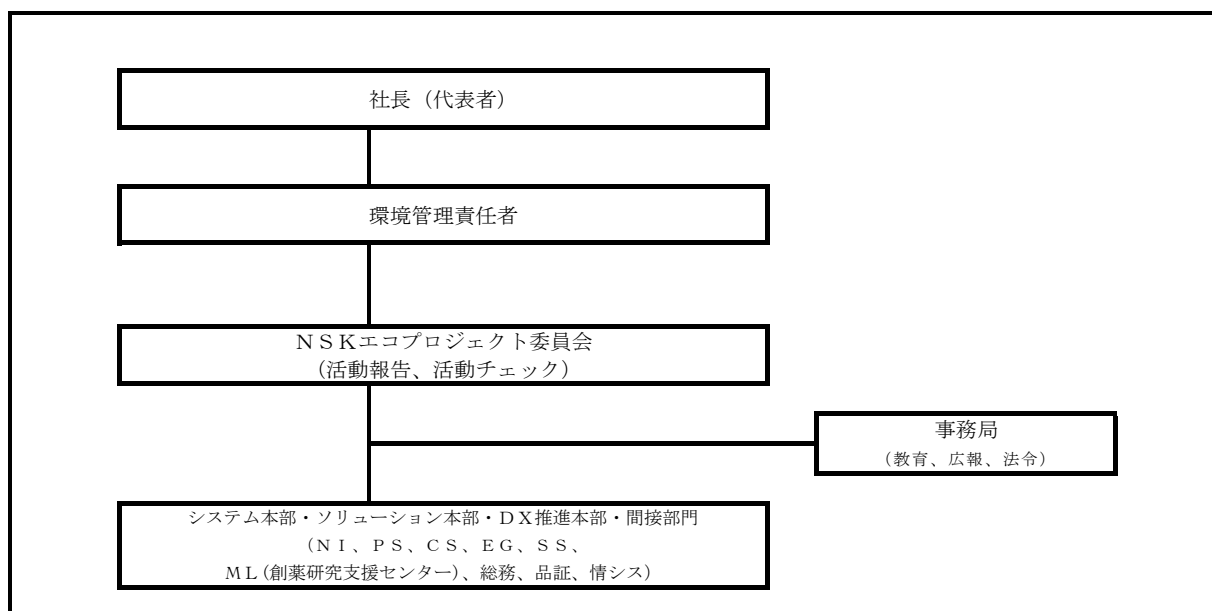 社長（代表者）
環境管理責任者
ＮＳＫエコプロジェクト委員会
（活動報告、活動チェック）
事務局
（教育、広報、法令）
システム本部・ソリューション本部・ＤＸ推進本部・間接部門
（ＮＩ、ＰＳ、ＣＳ、ＥＧ、ＳＳ、
ＭＬ（創薬研究支援センター）、総務、品証、情シス）